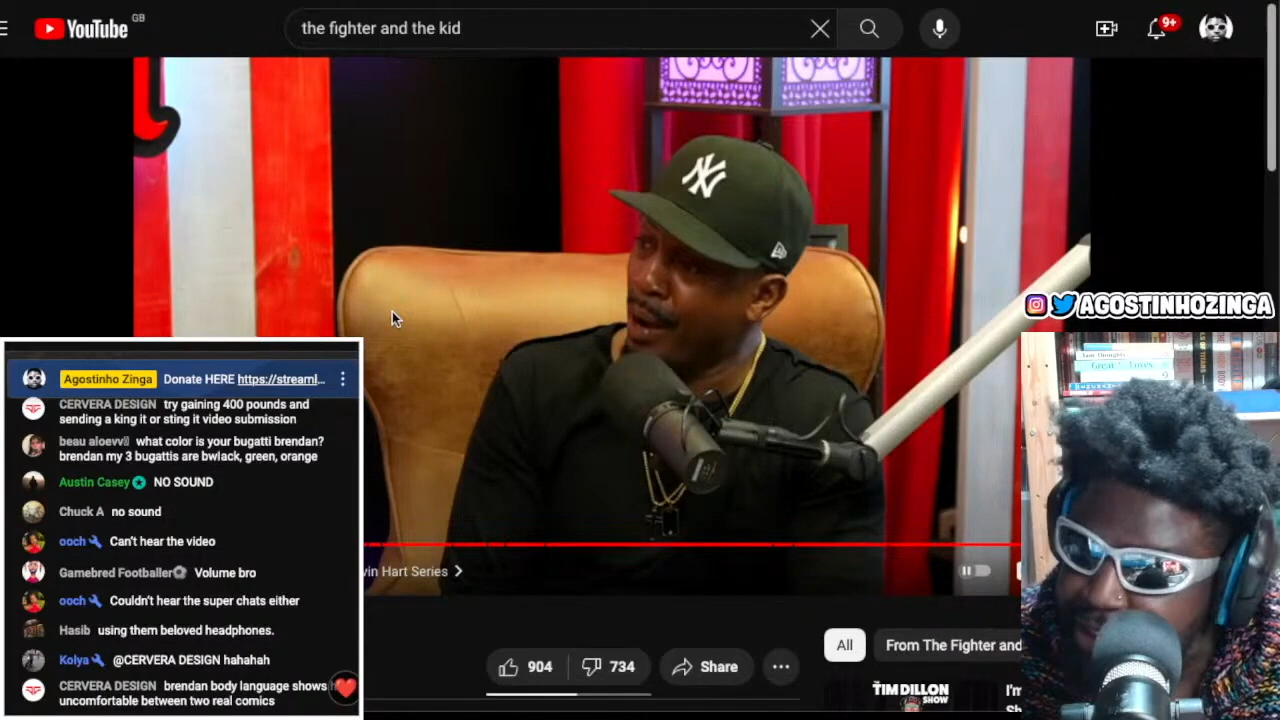 YouTube GB
the fighter and the kid
9+
NY
AGOSTINHOZINGA
Great Loves
Agostinho Zinga Donate HERE https://streaml...
CERVERA DESIGN try gaining 400 pounds and
sending a king it or sting it video submission
beau aloevv what color is your bugatti brendan?
brendan my 3 bugattis are bwlack, green, orange
Austin Casey NO SOUND
Chuck A no sound
ooch Can't hear the video
Gamebred Footballer Volume bro
ooch Couldn't hear the super chats either
Hasib using them beloved headphones.
Kolya @CERVERA DESIGN hahahah
CERVERA DESIGN brendan body language shows
uncomfortable between two real comics
vin Hart Series
904
734
Share
All
From The Fighter and
TIM DILLON
SHOW
I'm